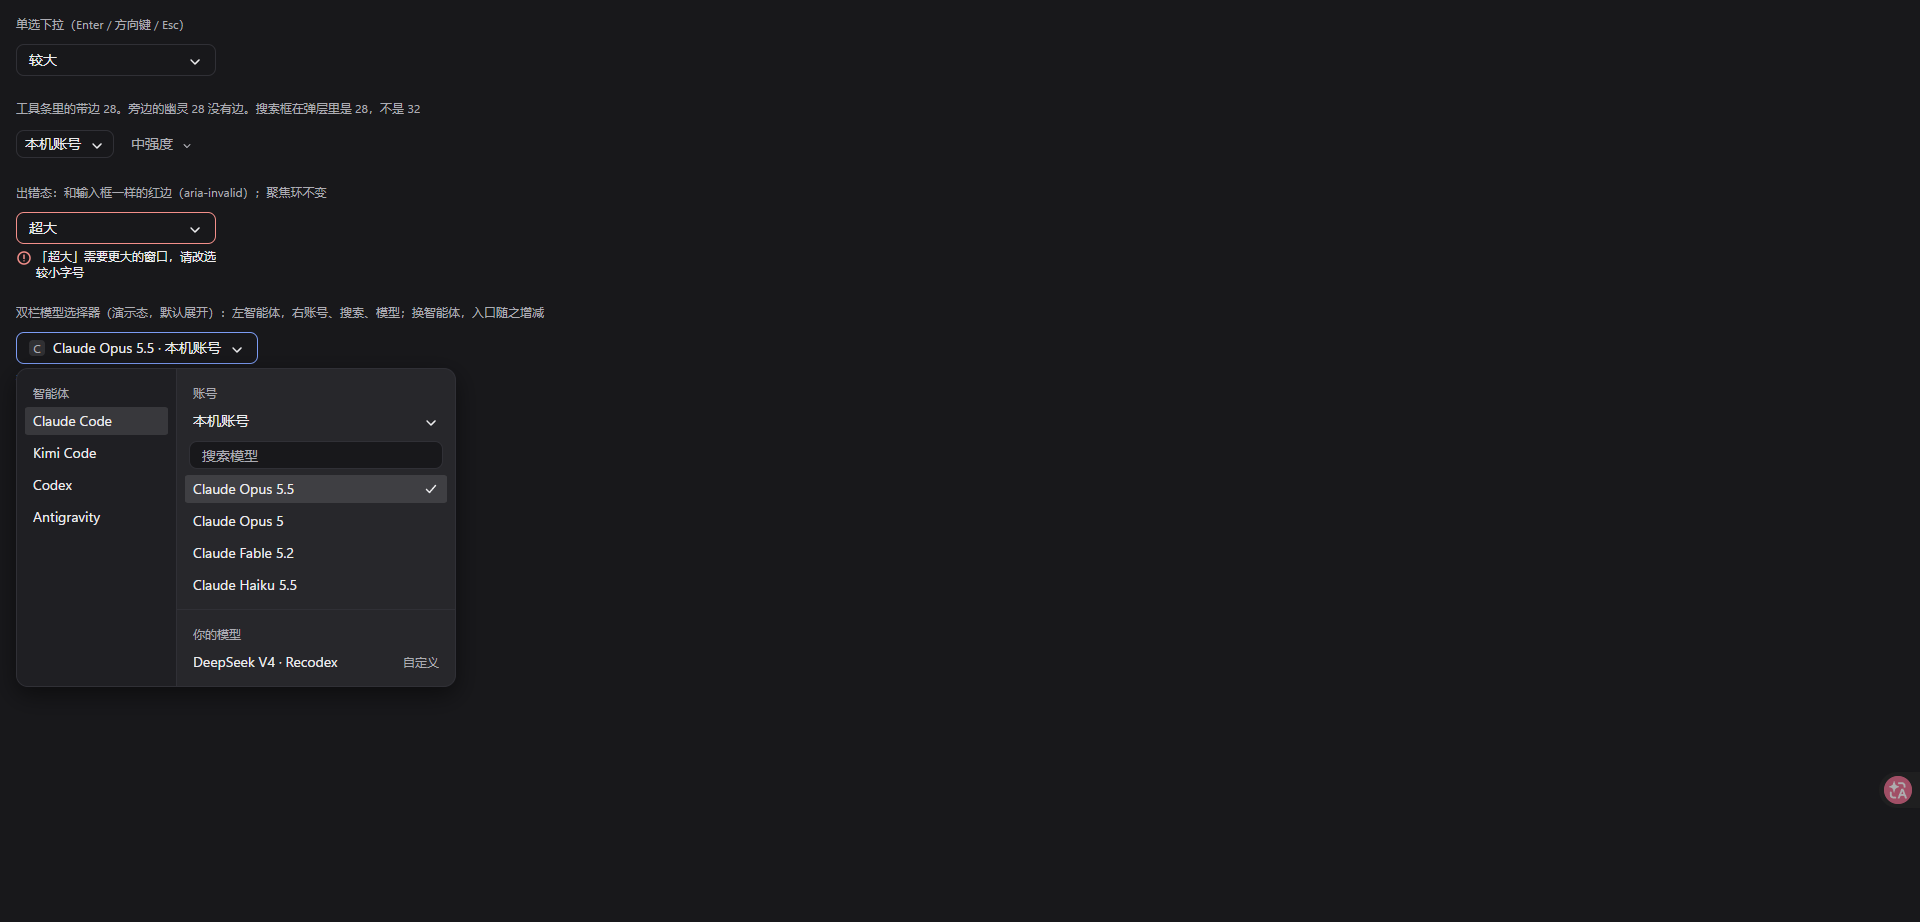 单选下拉（Enter / 方向键 / Esc）
较大
工具条里的带边 28。旁边的幽灵 28 没有边。搜索框在弹层里是 28，不是 32
本机账号
中强度
出错态：和输入框一样的红边（aria-invalid）；聚焦环不变
超大
「超大」需要更大的窗口，请改选
较小字号
双栏模型选择器（演示态，默认展开）：左智能体，右账号、搜索、模型；换智能体，入口随之增减
C Claude Opus 5.5 · 本机账号
智能体
Claude Code
Kimi Code
Codex
Antigravity
账号
本机账号
搜索模型
Claude Opus 5.5
Claude Opus 5
Claude Fable 5.2
Claude Haiku 5.5
你的模型
DeepSeek V4 · Recodex 自定义